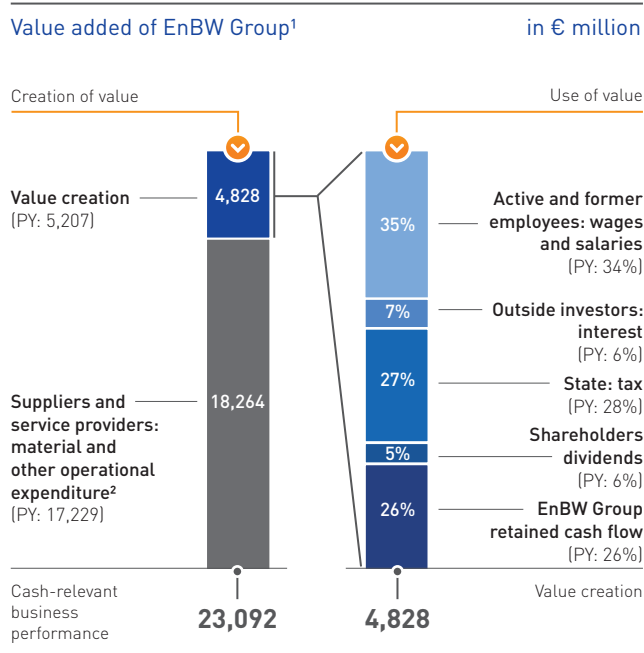 Value added of EnBW Group¹
in € million
Creation of value
Use of value
Value creation
(PY: 5,207)
4,828
Suppliers and
service providers:
material and
other operational
expenditure²
(PY: 17,229)
18,264
Cash-relevant
business
performance
23,092
35%
Active and former
employees: wages
and salaries
(PY: 34%)
7%
Outside investors:
interest
(PY: 6%)
27%
State: tax
(PY: 28%)
5%
Shareholders
dividends
(PY: 6%)
26%
EnBW Group
retained cash flow
(PY: 26%)
4,828
Value creation